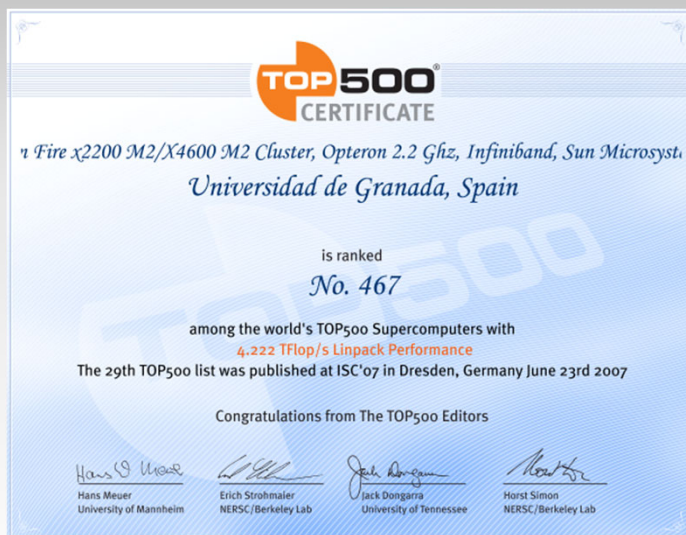 TOP500®
CERTIFICATE
Fire x2200 M2/X4600 M2 Cluster, Opteron 2.2 Ghz, Infiniband, Sun
Universidad de Granada, Spain
is ranked
No. 467
among the world's TOP500 Supercomputers with
4.222 TFlop/s Linpack Performance
The 29th TOP500 list was published at ISC'07 in Dresden, Germany June 23rd 2007
Congratulations from The TOP500 Editors
Hans Meuer
University of Mannheim
Erich Strohmaier
NERSC/Berkeley Lab
Jack Dongarra
University of Tennessee
Horst Simon
NERSC/Berkeley Lab